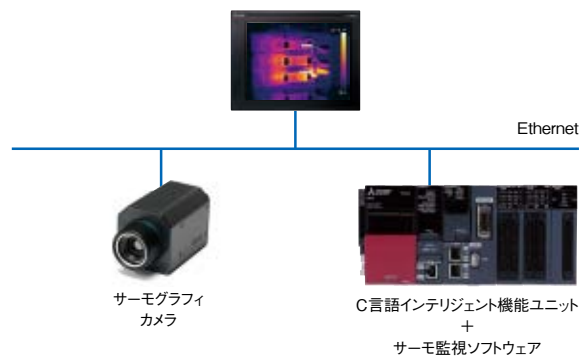 Ethernet
サーモグラフィ
カメラ
C言語インテリジェント機能ユニット
+
サーモ監視ソフトウェア